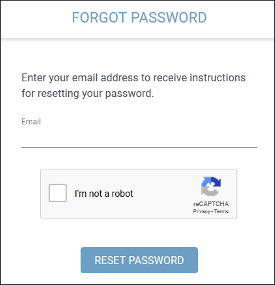 FORGOT PASSWORD
Enter your email address to receive instructions
for resetting your password.
Email
I'm not a robot
reCAPTCHA
Privacy - Terms
RESET PASSWORD